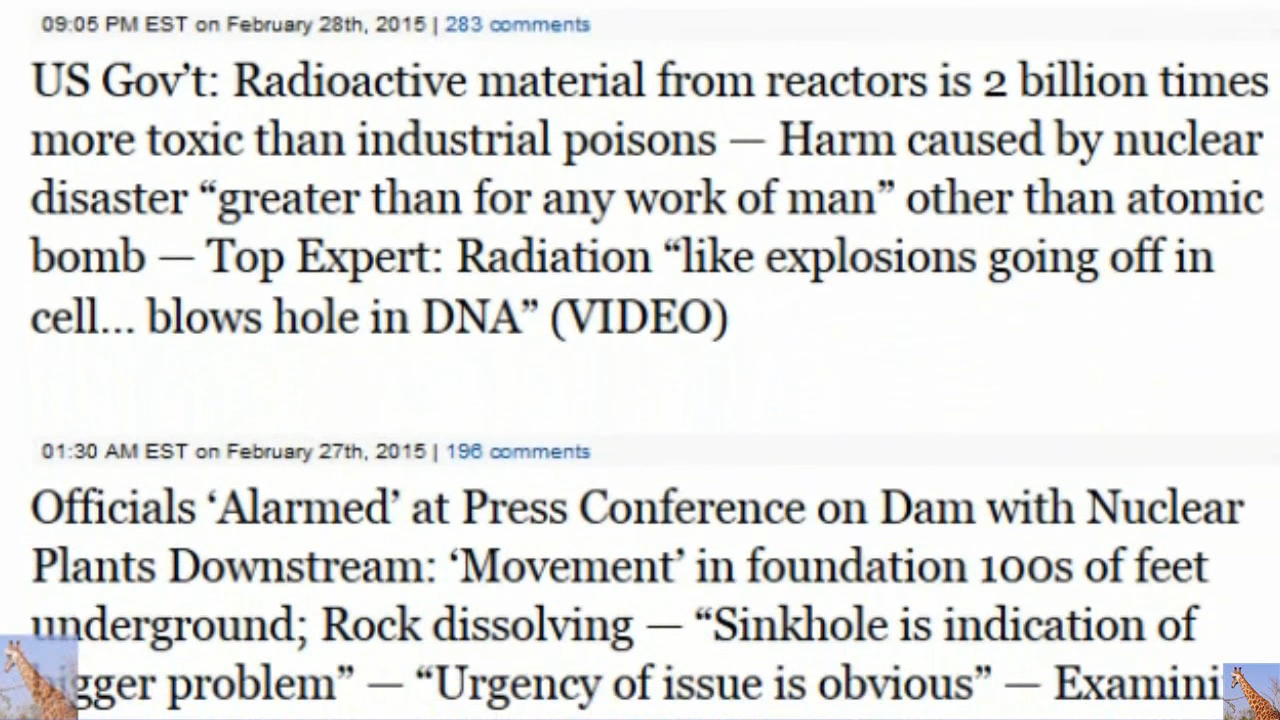 09:05 PM EST on February 28th, 2015 | 283 comments
US Gov’t: Radioactive material from reactors is 2 billion times
more toxic than industrial poisons — Harm caused by nuclear
disaster “greater than for any work of man” other than atomic
bomb — Top Expert: Radiation “like explosions going off in
cell… blows hole in DNA” (VIDEO)
01:30 AM EST on February 27th, 2015 | 196 comments
Officials ‘Alarmed’ at Press Conference on Dam with Nuclear
Plants Downstream: ‘Movement’ in foundation 100s of feet
underground; Rock dissolving — “Sinkhole is indication of
bigger problem” — “Urgency of issue is obvious” — Examini